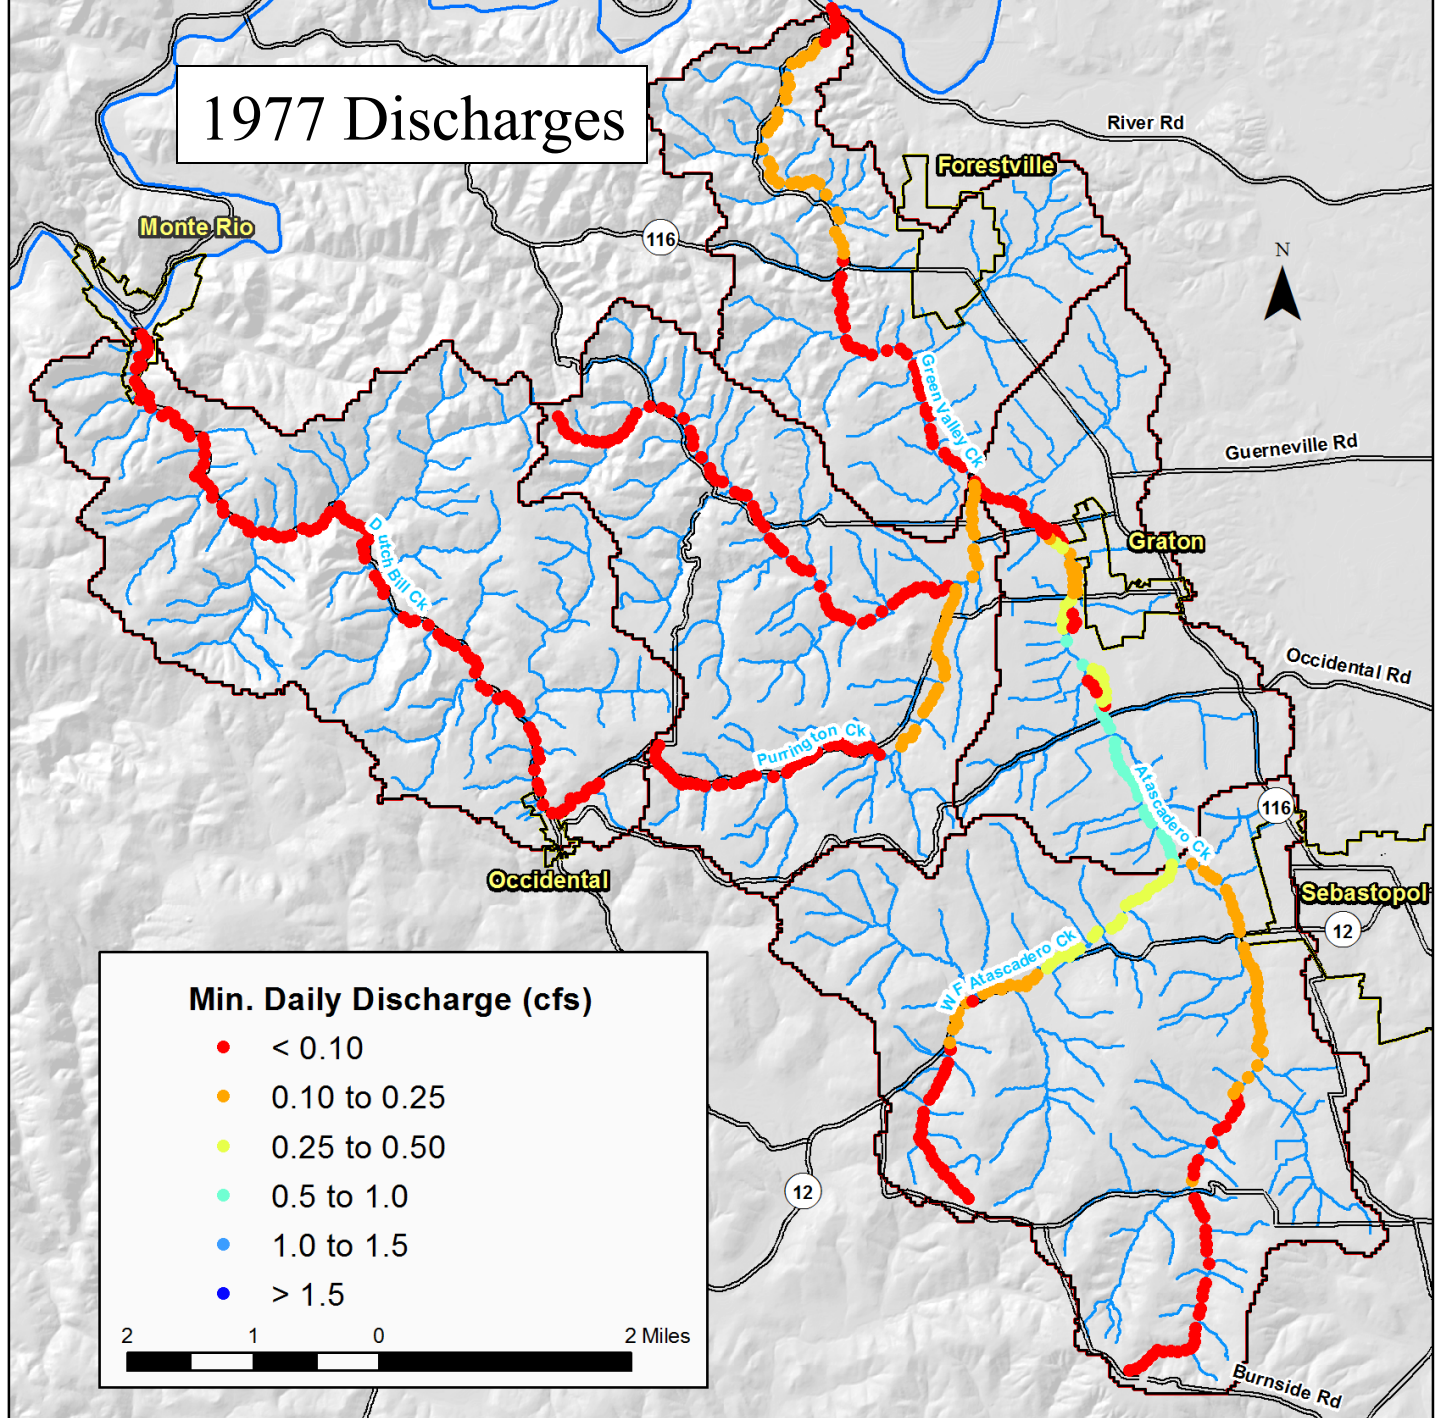 1977 Discharges
River Rd
Forestville
Monte Rio
116
N
Green Valley Ck
Guerneville Rd
Dutch Bill Ck
Graton
Occidental Rd
Purrington Ck
Atascadero Ck
116
Occidental
Sebastopol
12
W F Atascadero Ck
12
Burnside Rd
Min. Daily Discharge (cfs)
< 0.10
0.10 to 0.25
0.25 to 0.50
0.5 to 1.0
1.0 to 1.5
> 1.5
2 1 0 2 Miles